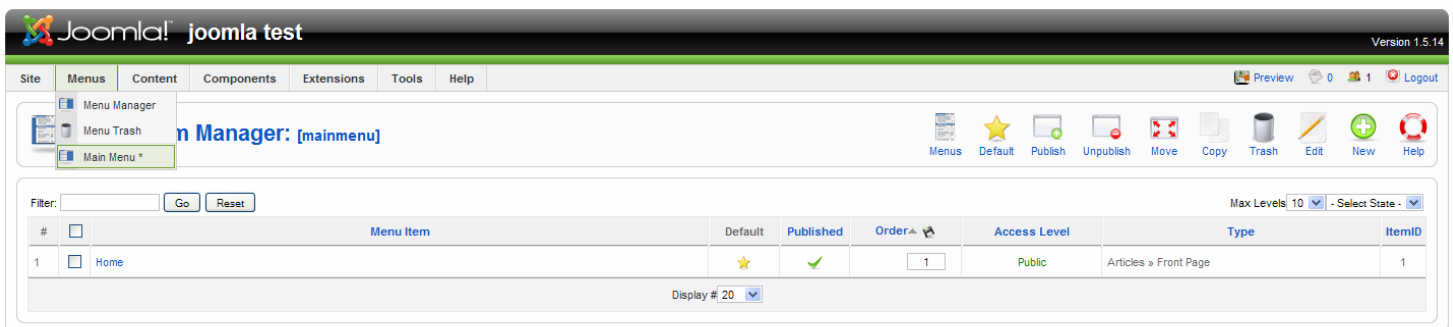 Joomla! joomla test
Version 1.5.14
Site Menus Content Components Extensions Tools Help Preview 0 1 Logout
Menu Manager
Menu Trash
Main Menu *
m Manager: [mainmenu]
Menus Default Publish Unpublish Move Copy Trash Edit New Help
Filter: Go Reset Max Levels 10 - Select State -
# Menu Item Default Published Order Access Level Type ItemID
1 Home 1 Public Articles » Front Page 1
Display # 20